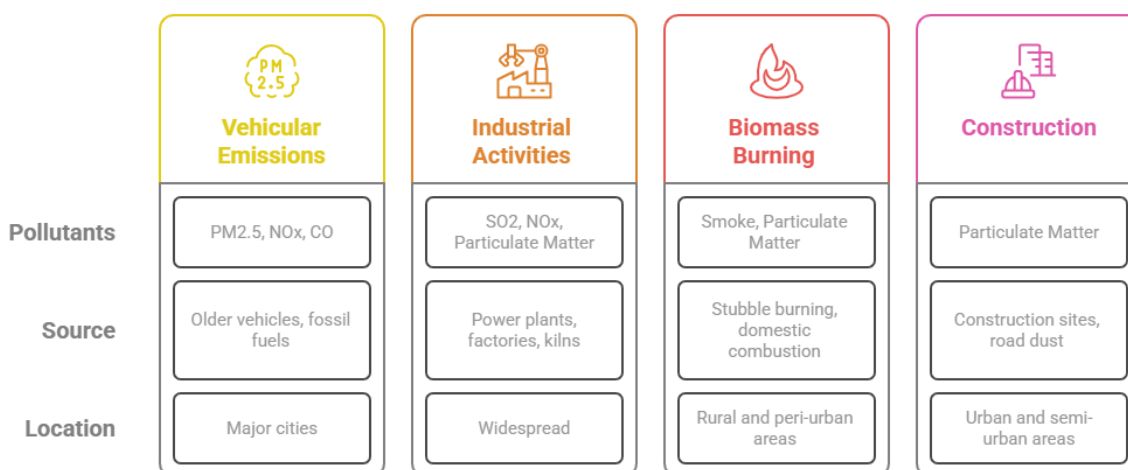 PM
2.5
Vehicular
Emissions
Industrial
Activities
Biomass
Burning
Construction
Pollutants
PM2.5, NOx, CO
SO2, NOx,
Particulate Matter
Smoke, Particulate
Matter
Particulate Matter
Source
Older vehicles, fossil
fuels
Power plants,
factories, kilns
Stubble burning,
domestic
combustion
Construction sites,
road dust
Location
Major cities
Widespread
Rural and peri-urban
areas
Urban and semi-
urban areas